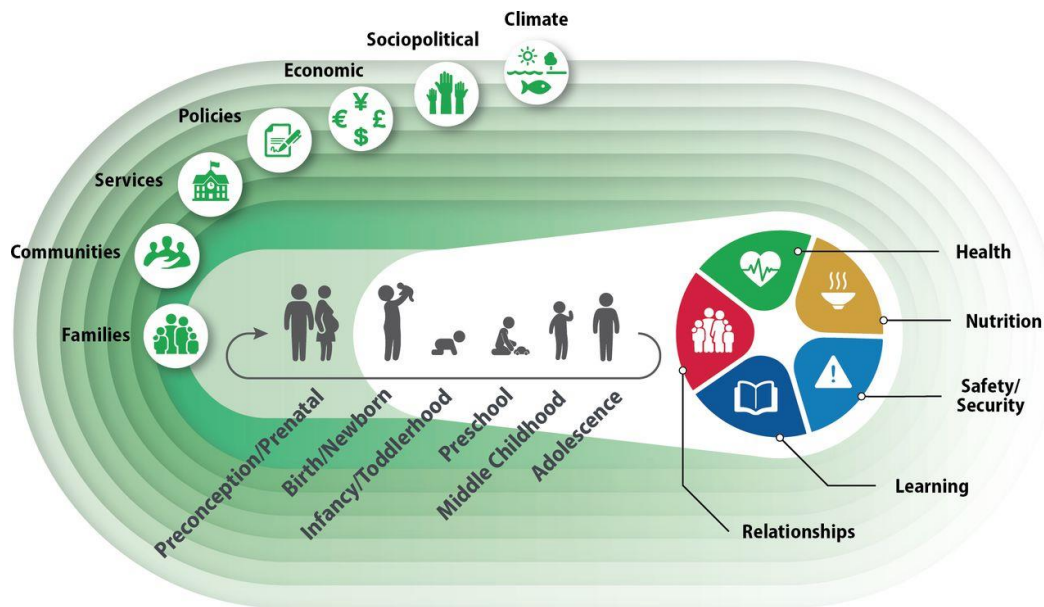 Climate
Sociopolitical
Economic
¥
€ £
$
Policies
Services
Communities
Families
Health
Nutrition
Safety/
Security
Learning
Relationships
Preconception/Prenatal
Birth/Newborn
Infancy/Toddlerhood
Preschool
Middle Childhood
Adolescence